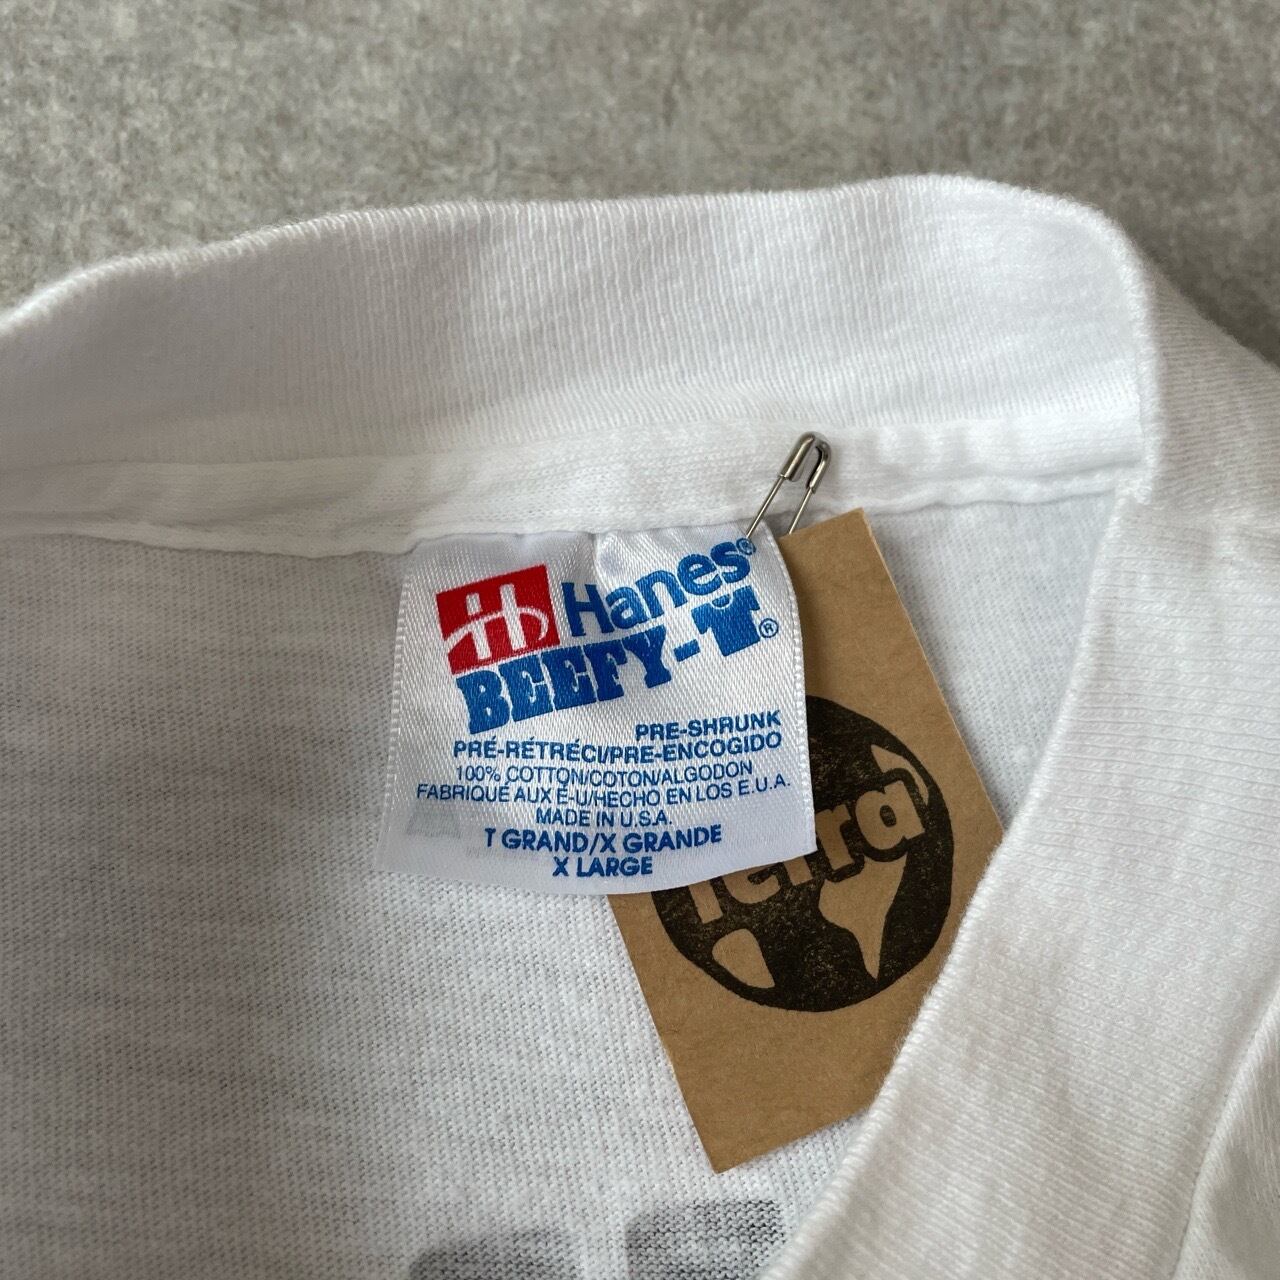 Hanes®
BEEFY-T®
PRE-SHRUNK
PRÉ-RÉTRÉCI/PRE-ENCOGIDO
100% COTTON/COTON/ALGODON
FABRIQUÉ AUX É-U/HECHO EN LOS E.U.A.
MADE IN U.S.A.
T GRAND/X GRANDE
X LARGE
Terra